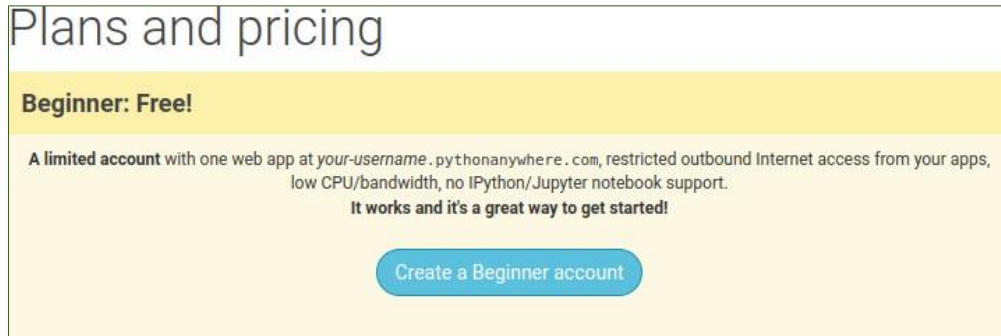 Plans and pricing
Beginner: Free!
A limited account with one web app at your-username.pythonanywhere.com, restricted outbound Internet access from your apps,
low CPU/bandwidth, no IPython/Jupyter notebook support.
It works and it's a great way to get started!
Create a Beginner account